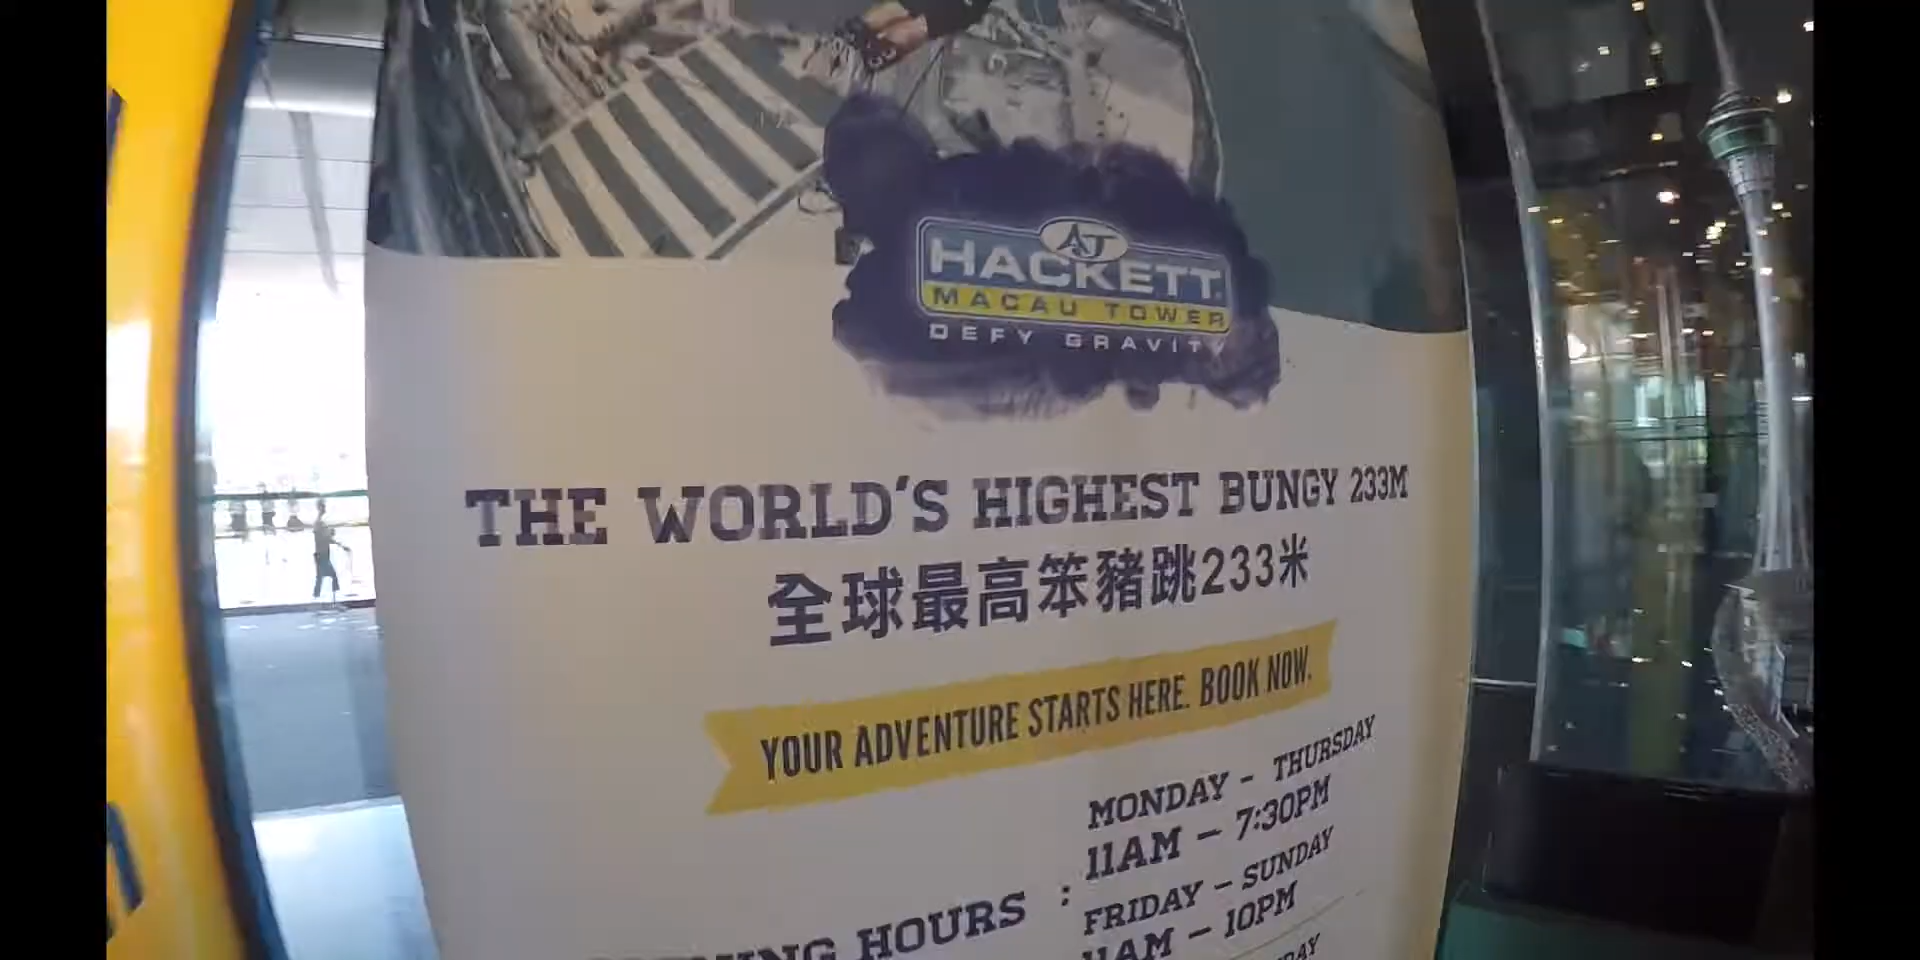 AJ
HACKETT
MACAU TOWER
DEFY GRAVITY
THE WORLD'S HIGHEST BUNGY 233M
全球最高笨豬跳233米
YOUR ADVENTURE STARTS HERE. BOOK NOW.
MONDAY - THURSDAY
11AM - 7:30PM
FRIDAY - SUNDAY
HOURS :
11AM - 10PM